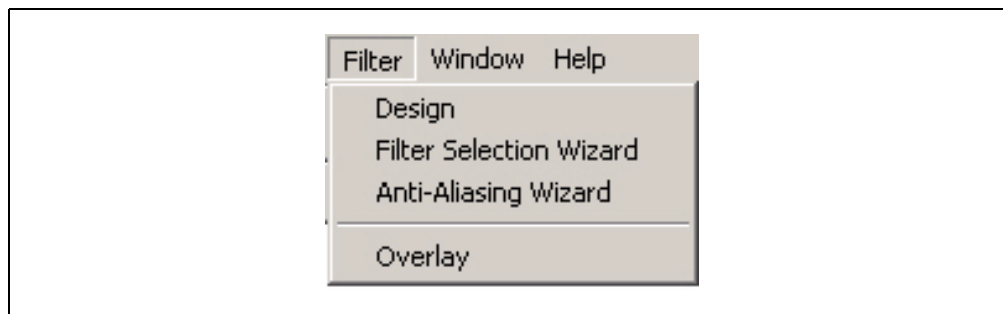 Filter Window Help
Design
Filter Selection Wizard
Anti-Aliasing Wizard
Overlay